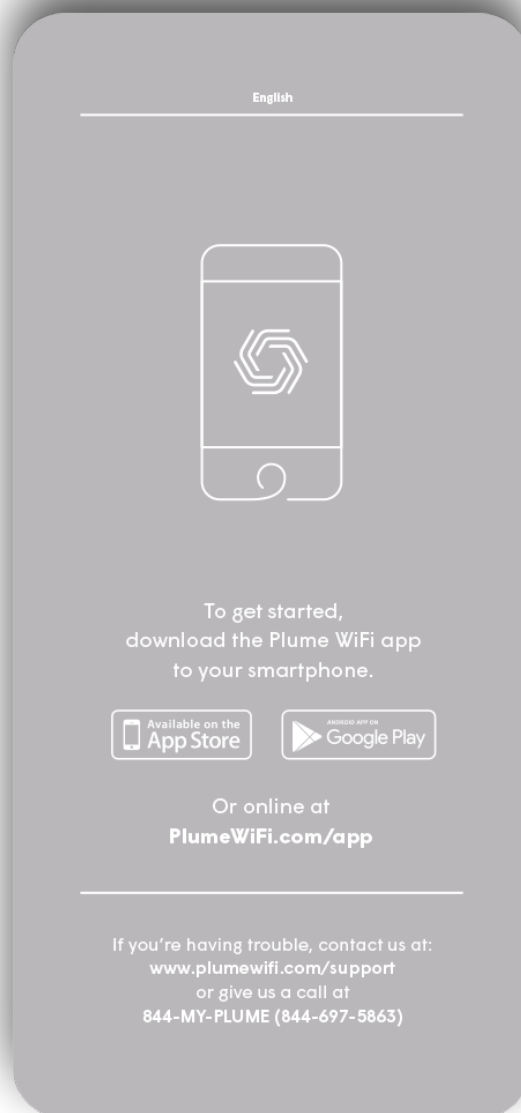 English
To get started,
download the Plume WiFi app
to your smartphone.
Available on the
App Store
ANDROID APP ON
Google Play
Or online at
PlumeWiFi.com/app
If you're having trouble, contact us at:
www.plumewifi.com/support
or give us a call at
844-MY-PLUME (844-697-5863)